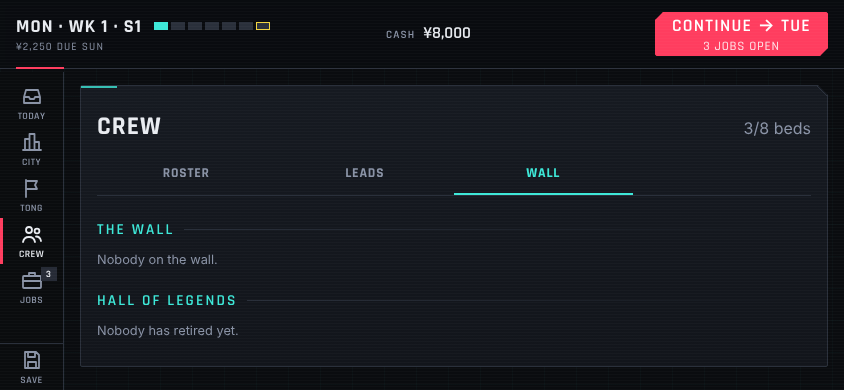 MON · WK 1 · S1
¥2,250 DUE SUN
CASH ¥8,000
CONTINUE → TUE
3 JOBS OPEN
TODAY
CITY
TONG
CREW
3
JOBS
SAVE
CREW
3/8 beds
ROSTER LEADS WALL
THE WALL
Nobody on the wall.
HALL OF LEGENDS
Nobody has retired yet.